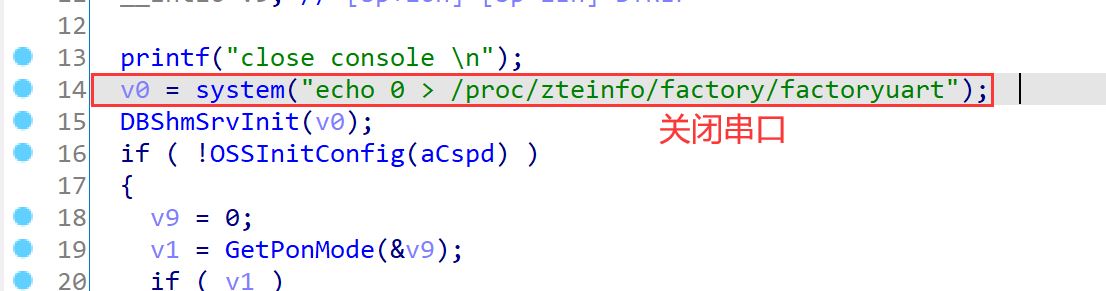 12
13 printf("close console \n");
14 v0 = system("echo 0 > /proc/zteinfo/factory/factoryuart");
15 DBShmSrvInit(v0);
关闭串口
16 if ( !OSSInitConfig(aCspd) )
17 {
18 v9 = 0;
19 v1 = GetPonMode(&v9);
20 if ( v1 )